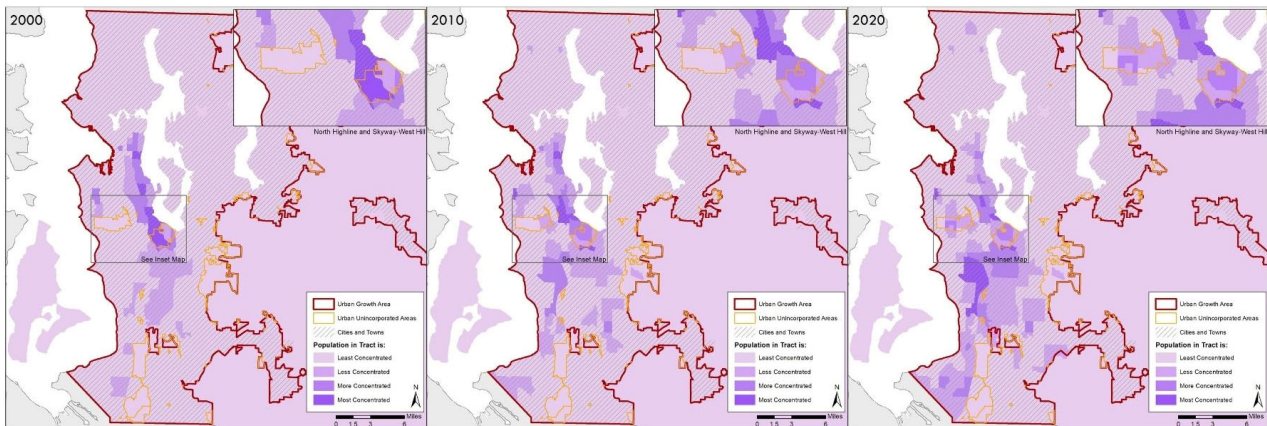 2000
North Highline and Skyway-West Hill
See Inset Map
Urban Growth Area
Urban Unincorporated Areas
Cities and Towns
Population in Tract is:
Least Concentrated
Less Concentrated
More Concentrated
Most Concentrated
N
Miles
0 1.5 3 6
2010
North Highline and Skyway-West Hill
See Inset Map
Urban Growth Area
Urban Unincorporated Areas
Cities and Towns
Population in Tract is:
Least Concentrated
Less Concentrated
More Concentrated
Most Concentrated
N
Miles
0 1.5 3 6
2020
North Highline and Skyway-West Hill
See Inset Map
Urban Growth Area
Urban Unincorporated Areas
Cities and Towns
Population in Tract is:
Least Concentrated
Less Concentrated
More Concentrated
Most Concentrated
N
Miles
0 1.5 3 6